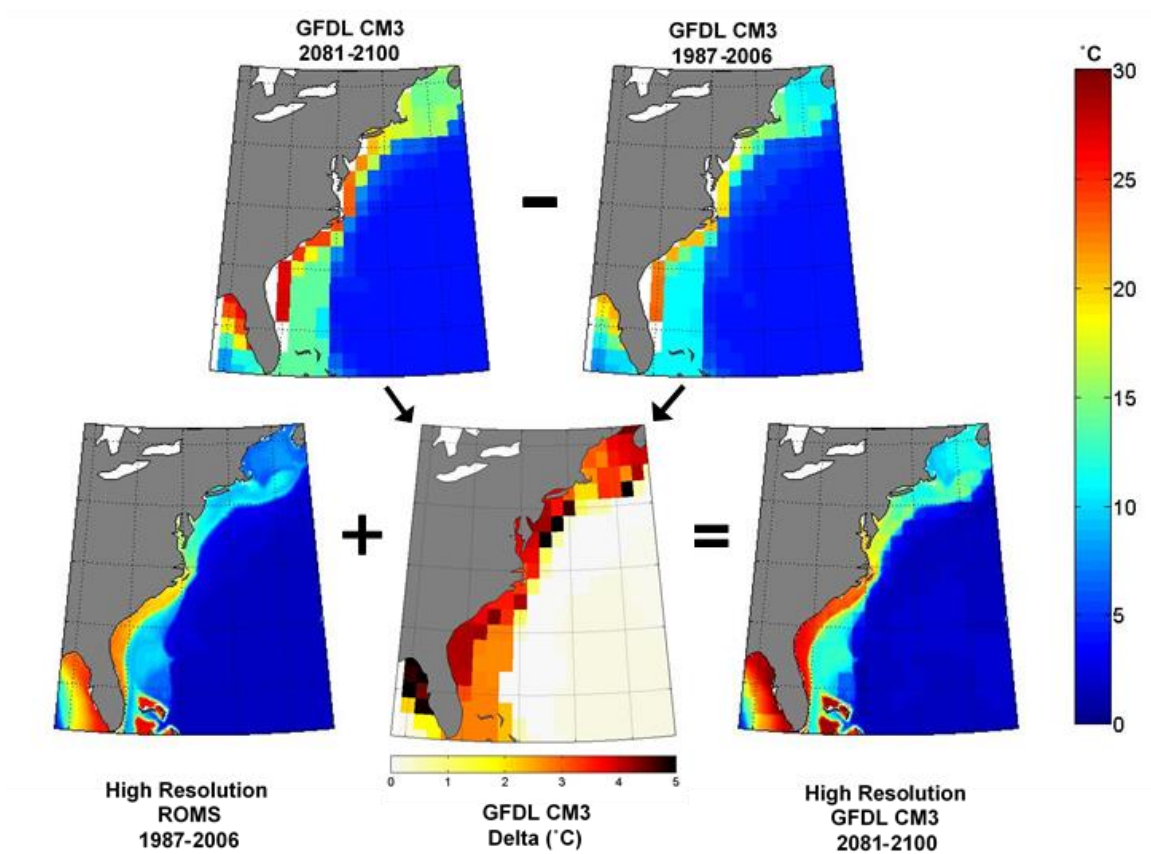 GFDL CM3
2081-2100
GFDL CM3
1987-2006
˚C
30
25
20
15
10
5
0
-
+
=
0 1 2 3 4 5
High Resolution
ROMS
1987-2006
GFDL CM3
Delta (˚C)
High Resolution
GFDL CM3
2081-2100